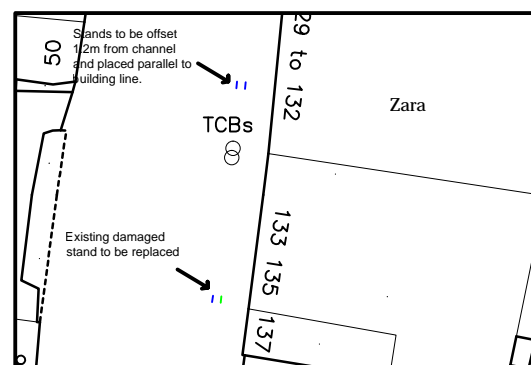 Stands to be offset
1.2m from channel
and placed parallel to
building line.
50
29 to 132
Zara
TCBs
Existing damaged
stand to be replaced
133 135
137